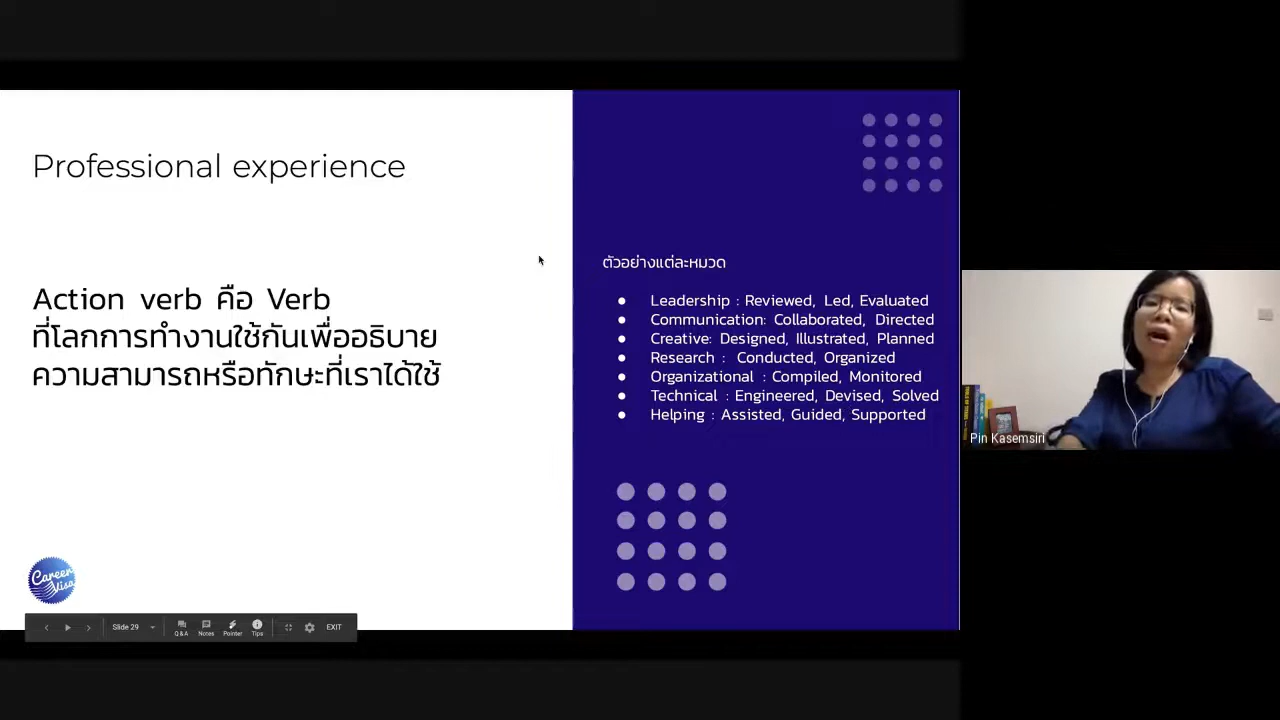 Professional experience
Action verb คือ Verb
ที่โลกการทำงานใช้กันเพื่ออธิบาย
ความสามารถหรือทักษะที่เราได้ใช้
ตัวอย่างแต่ละหมวด
● Leadership : Reviewed, Led, Evaluated
● Communication: Collaborated, Directed
● Creative: Designed, Illustrated, Planned
● Research : Conducted, Organized
● Organizational : Compiled, Monitored
● Technical : Engineered, Devised, Solved
● Helping : Assisted, Guided, Supported
Career
Visa
Slide 29
Q&A
Notes
Pointer
Tips
EXIT
Pin Kasemsiri